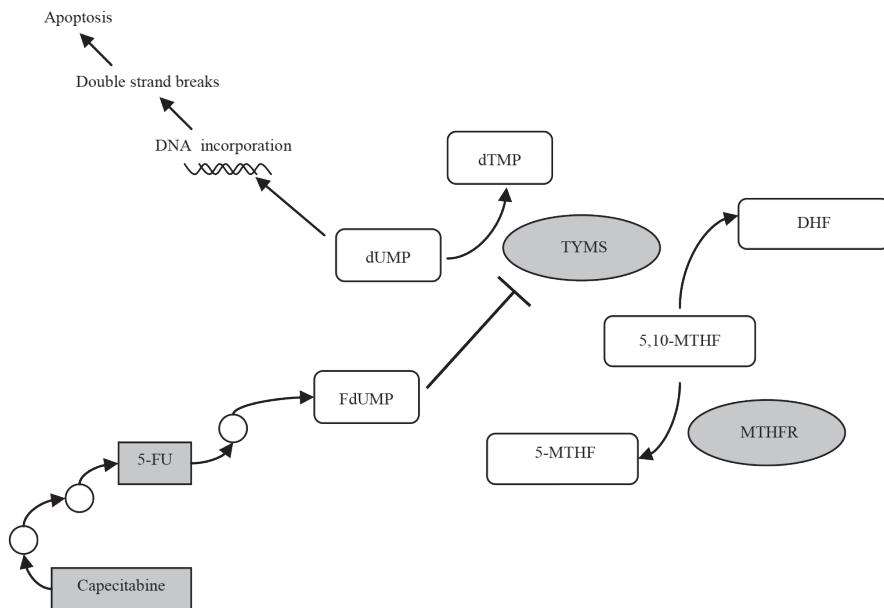 Apoptosis
Double strand breaks
DNA incorporation
dTMP
DHF
TYMS
dUMP
5,10-MTHF
FdUMP
MTHFR
5-MTHF
5-FU
Capecitabine